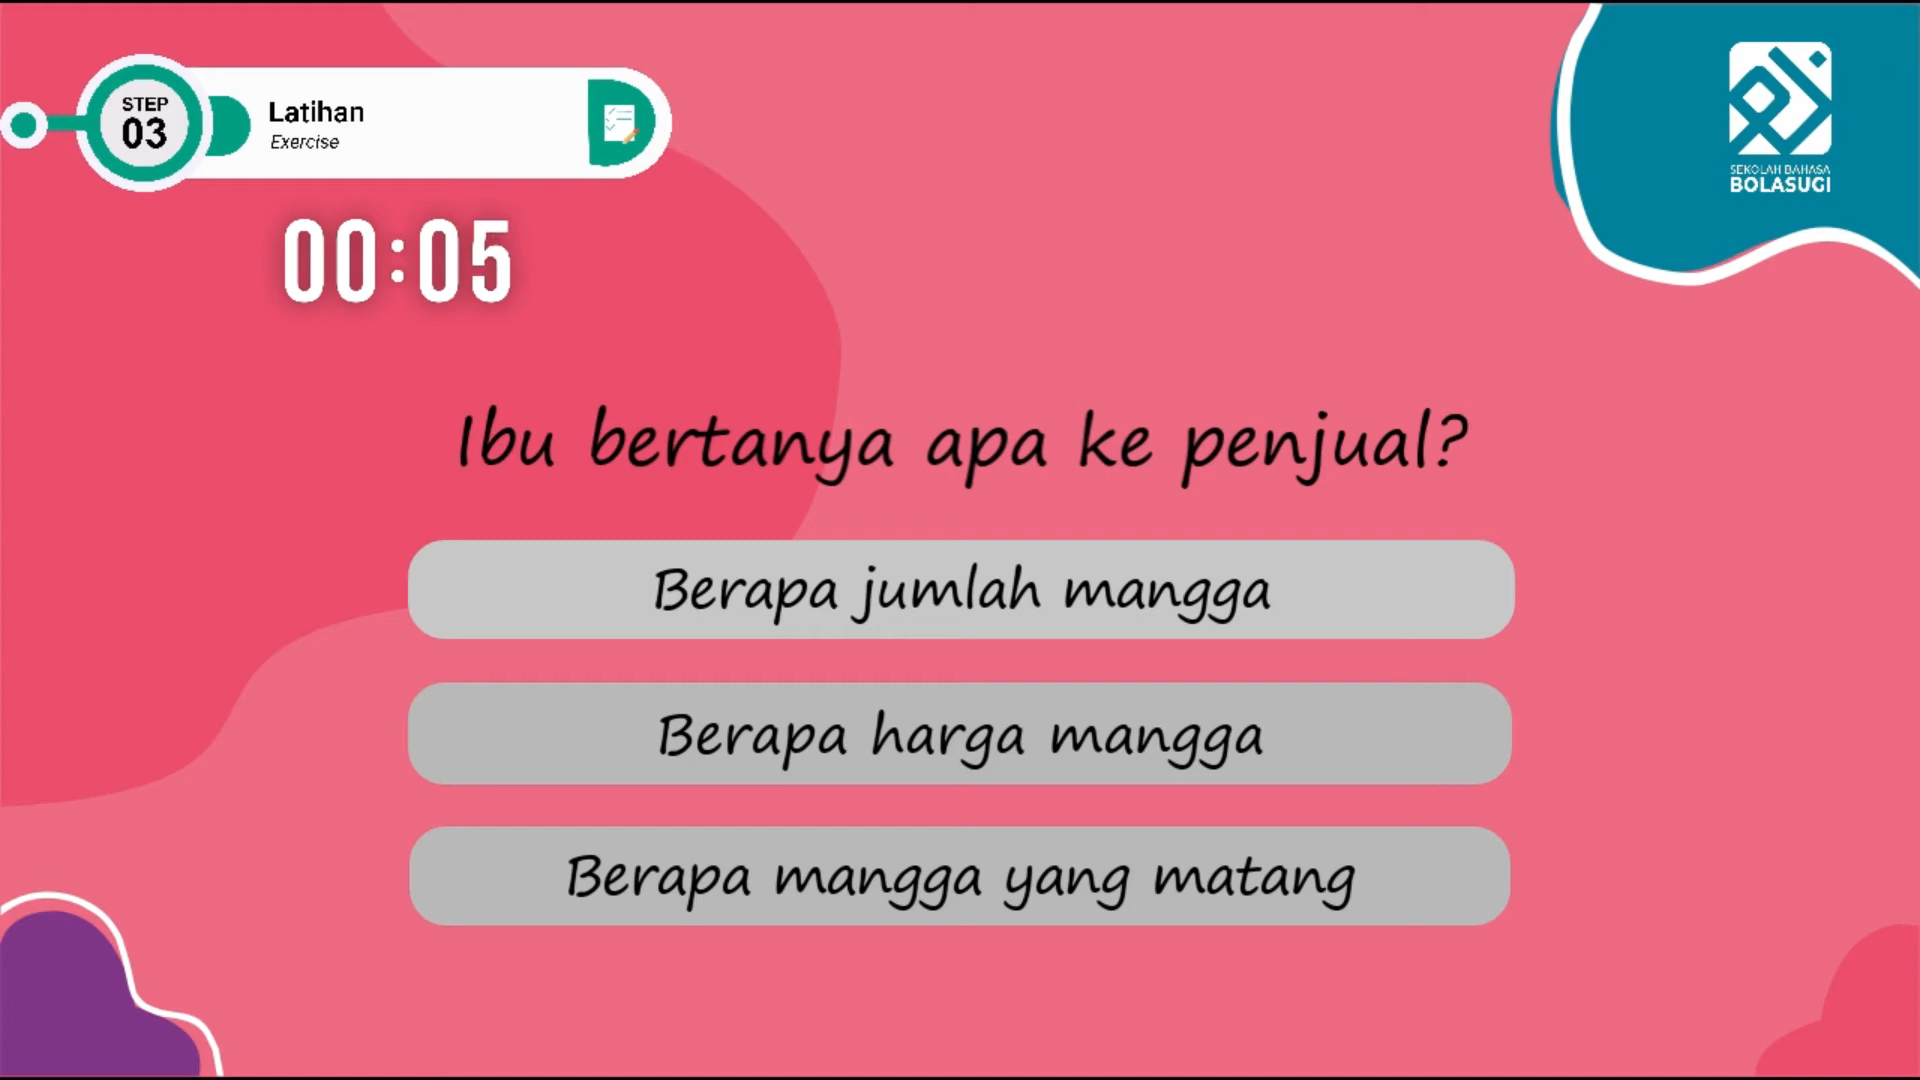 STEP
03
Latihan
Exercise
00:05
SEKOLAH BAHASA
BOLASUGI
Ibu bertanya apa ke penjual?
Berapa jumlah mangga
Berapa harga mangga
Berapa mangga yang matang